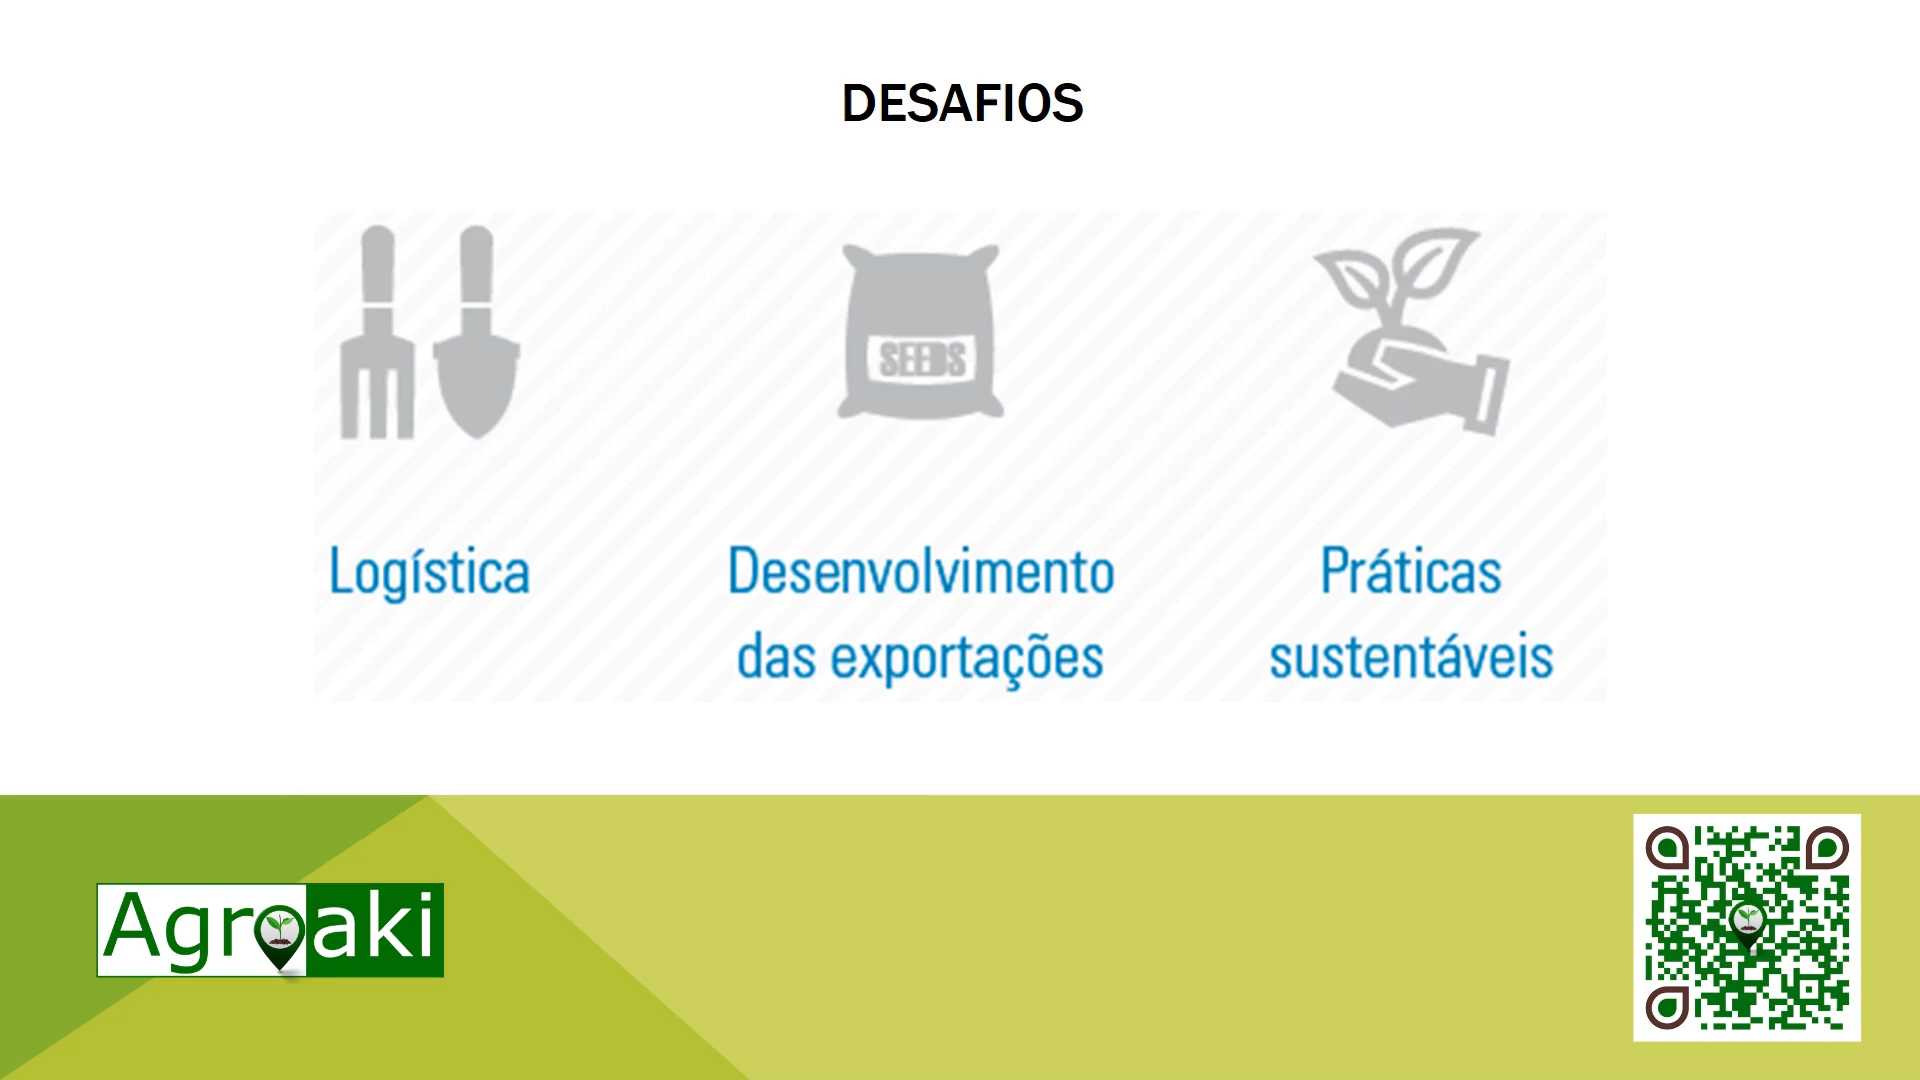 DESAFIOS
SEEDS
Logística
Desenvolvimento
das exportações
Práticas
sustentáveis
Agroaki